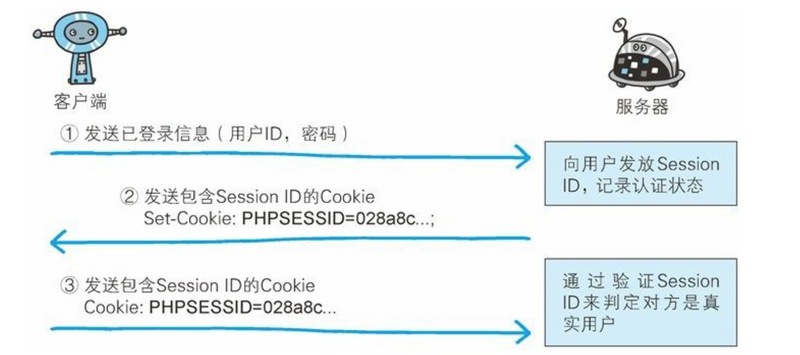 客户端
服务器
① 发送已登录信息（用户ID，密码）
向用户发放Session
ID，记录认证状态
② 发送包含Session ID的Cookie
Set-Cookie: PHPSESSID=028a8c…;
③ 发送包含Session ID的Cookie
Cookie: PHPSESSID=028a8c…
通过验证Session
ID来判定对方是真
实用户